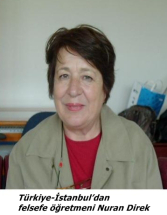 Türkiye-İstanbul'dan
felsefe öğretmeni Nuran Direk